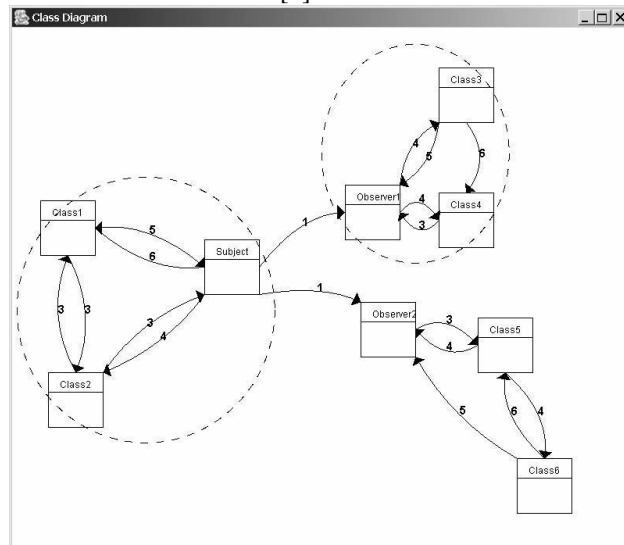 Class Diagram
Class3
4
5
6
Observer1
4
3
Class4
Class1
5
6
Subject
1
1
3
3
3
4
Class2
Observer2
3
4
Class5
5
6
4
Class6